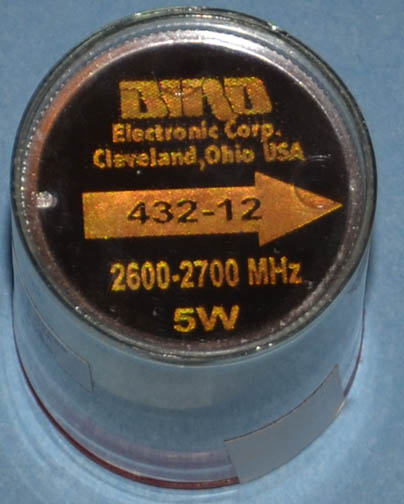 BIRD
Electronic Corp.
Cleveland, Ohio USA
432-12
2600-2700 MHz
5W